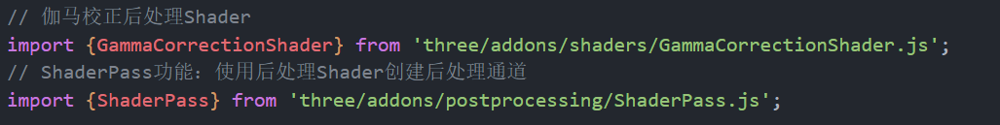 // 伽马校正后处理Shader
import {GammaCorrectionShader} from 'three/addons/shaders/GammaCorrectionShader.js';
// ShaderPass功能：使用后处理Shader创建后处理通道
import {ShaderPass} from 'three/addons/postprocessing/ShaderPass.js';